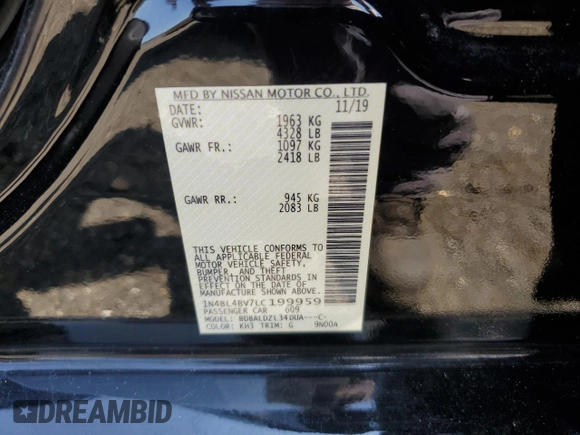 MFD BY NISSAN MOTOR CO., LTD.
DATE: 11/19
GVWR: 1963 KG
4328 LB
GAWR FR.: 1097 KG
2418 LB
GAWR RR.: 945 KG
2083 LB
THIS VEHICLE CONFORMS TO
ALL APPLICABLE FEDERAL
MOTOR VEHICLE SAFETY,
BUMPER, AND THEFT
PREVENTION STANDARDS IN
EFFECT ON THE DATE OF
MANUFACTURE SHOWN ABOVE.
1N4BL4BV7LC199959
PASSENGER CAR 609
MODEL: BDBALDZL34DUA---C-
COLOR: KH3 TRIM: G 9N00A
DREAMBID